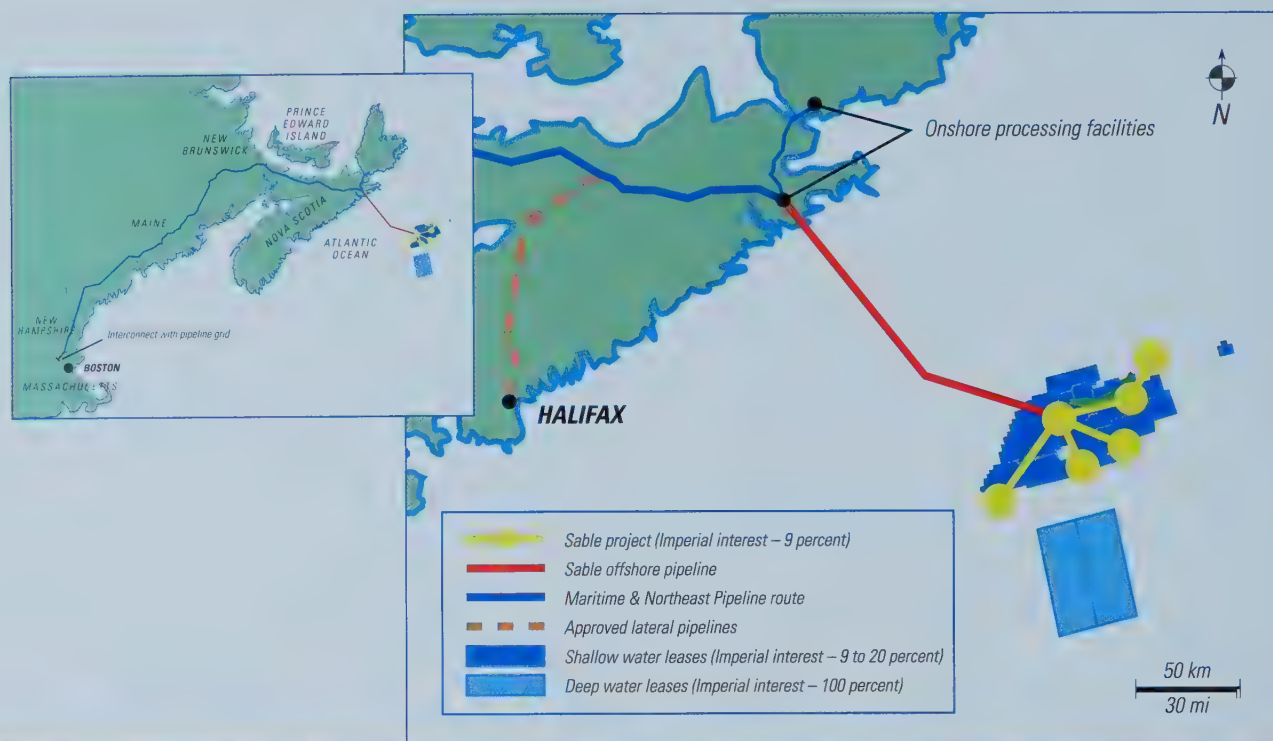 PRINCE
EDWARD
ISLAND
NEW
BRUNSWICK
MAINE
NOVA SCOTIA
ATLANTIC
OCEAN
NEW
HAMPSHIRE
Interconnect with pipeline grid
BOSTON
MASSACHUSETTS
N
Onshore processing facilities
HALIFAX
Sable project (Imperial interest – 9 percent)
Sable offshore pipeline
Maritime & Northeast Pipeline route
Approved lateral pipelines
Shallow water leases (Imperial interest – 9 to 20 percent)
Deep water leases (Imperial interest – 100 percent)
50 km
30 mi